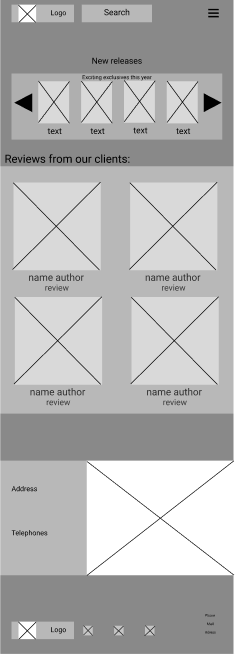 Logo
Search
New releases
Exciting exclusives this year
text
text
text
text
Reviews from our clients:
name author
review
name author
review
name author
review
name author
review
Address
Telephones
Phone
Mail
Logo